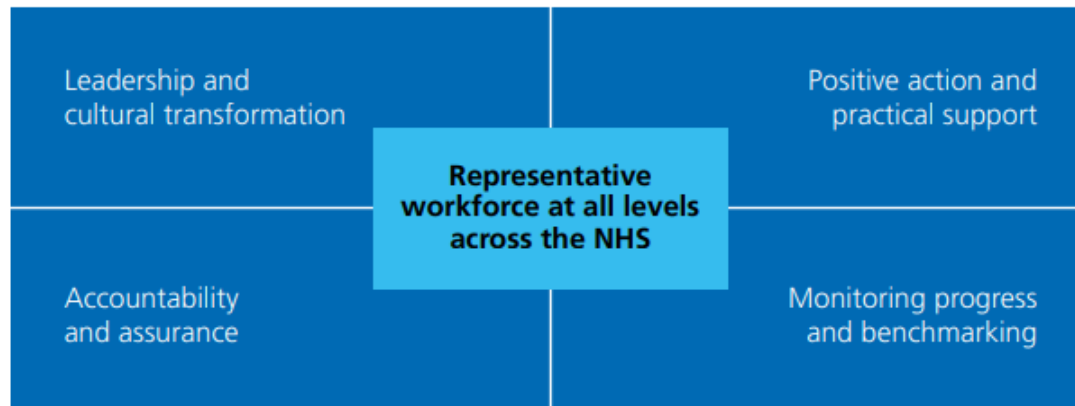 Leadership and
cultural transformation
Positive action and
practical support
Representative
workforce at all levels
across the NHS
Accountability
and assurance
Monitoring progress
and benchmarking